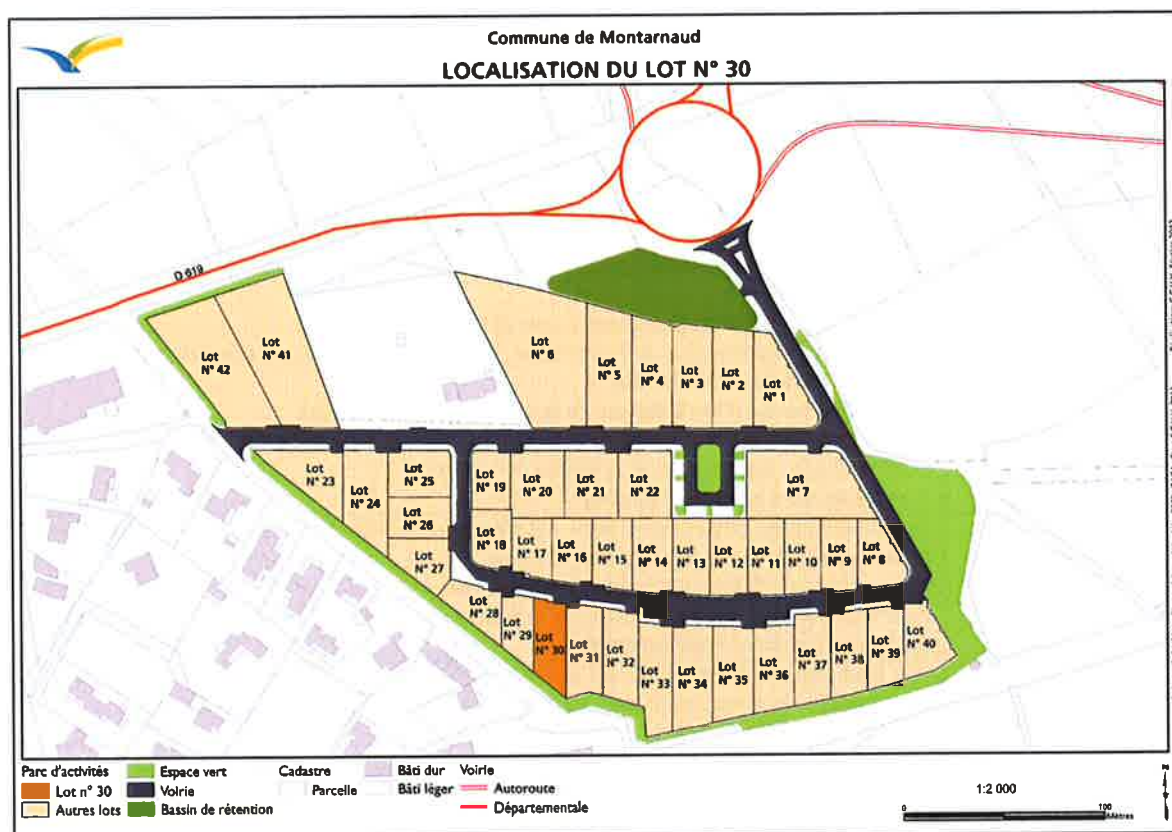 Commune de Montarnaud
LOCALISATION DU LOT N° 30
D 619
Lot
N° 42
Lot
N° 41
Lot
N° 6
Lot
N° 5
Lot
N° 4
Lot
N° 3
Lot
N° 2
Lot
N° 1
Lot
N° 23
Lot
N° 24
Lot
N° 25
Lot
N° 26
Lot
N° 27
Lot
N° 19
Lot
N° 20
Lot
N° 21
Lot
N° 22
Lot
N° 7
Lot
N° 18
Lot
N° 17
Lot
N° 16
Lot
N° 15
Lot
N° 14
Lot
N° 13
Lot
N° 12
Lot
N° 11
Lot
N° 10
Lot
N° 9
Lot
N° 8
Lot
N° 28
Lot
N° 29
Lot
N° 30
Lot
N° 31
Lot
N° 32
Lot
N° 33
Lot
N° 34
Lot
N° 35
Lot
N° 36
Lot
N° 37
Lot
N° 38
Lot
N° 39
Lot
N° 40
Parc d'activités
Lot n° 30
Autres lots
Espace vert
Voirie
Bassin de rétention
Cadastre
Parcelle
Bâti dur
Bâti léger
Voirie
Autoroute
Départementale
1:2 000
0 100
Mètres
N